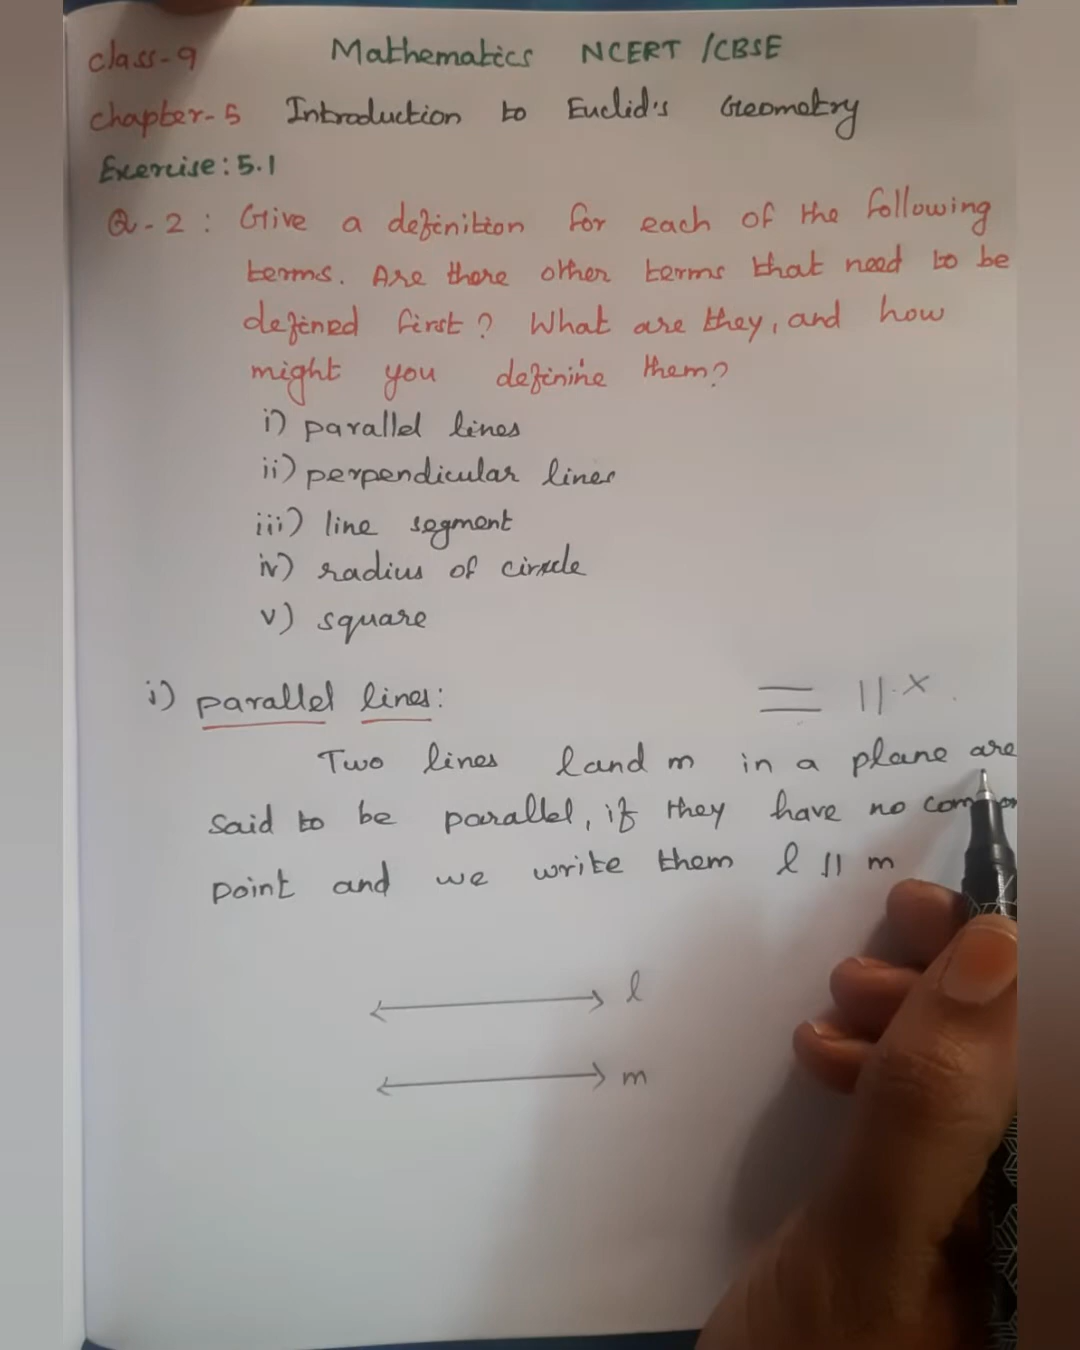 class-9 Mathematics NCERT /CBSE
chapter-5 Introduction to Euclid's Geometry
Exercise: 5.1
Q-2: Give a definition for each of the following
terms. Are there other terms that need to be
defined first? What are they, and how
might you definine them?
i) parallel lines
ii) perpendicular lines
iii) line segment
iv) radius of circle
v) square
i) parallel lines: = || x
Two lines l and m in a plane are
said to be parallel, if they have no common
point and we write them l || m
l
m